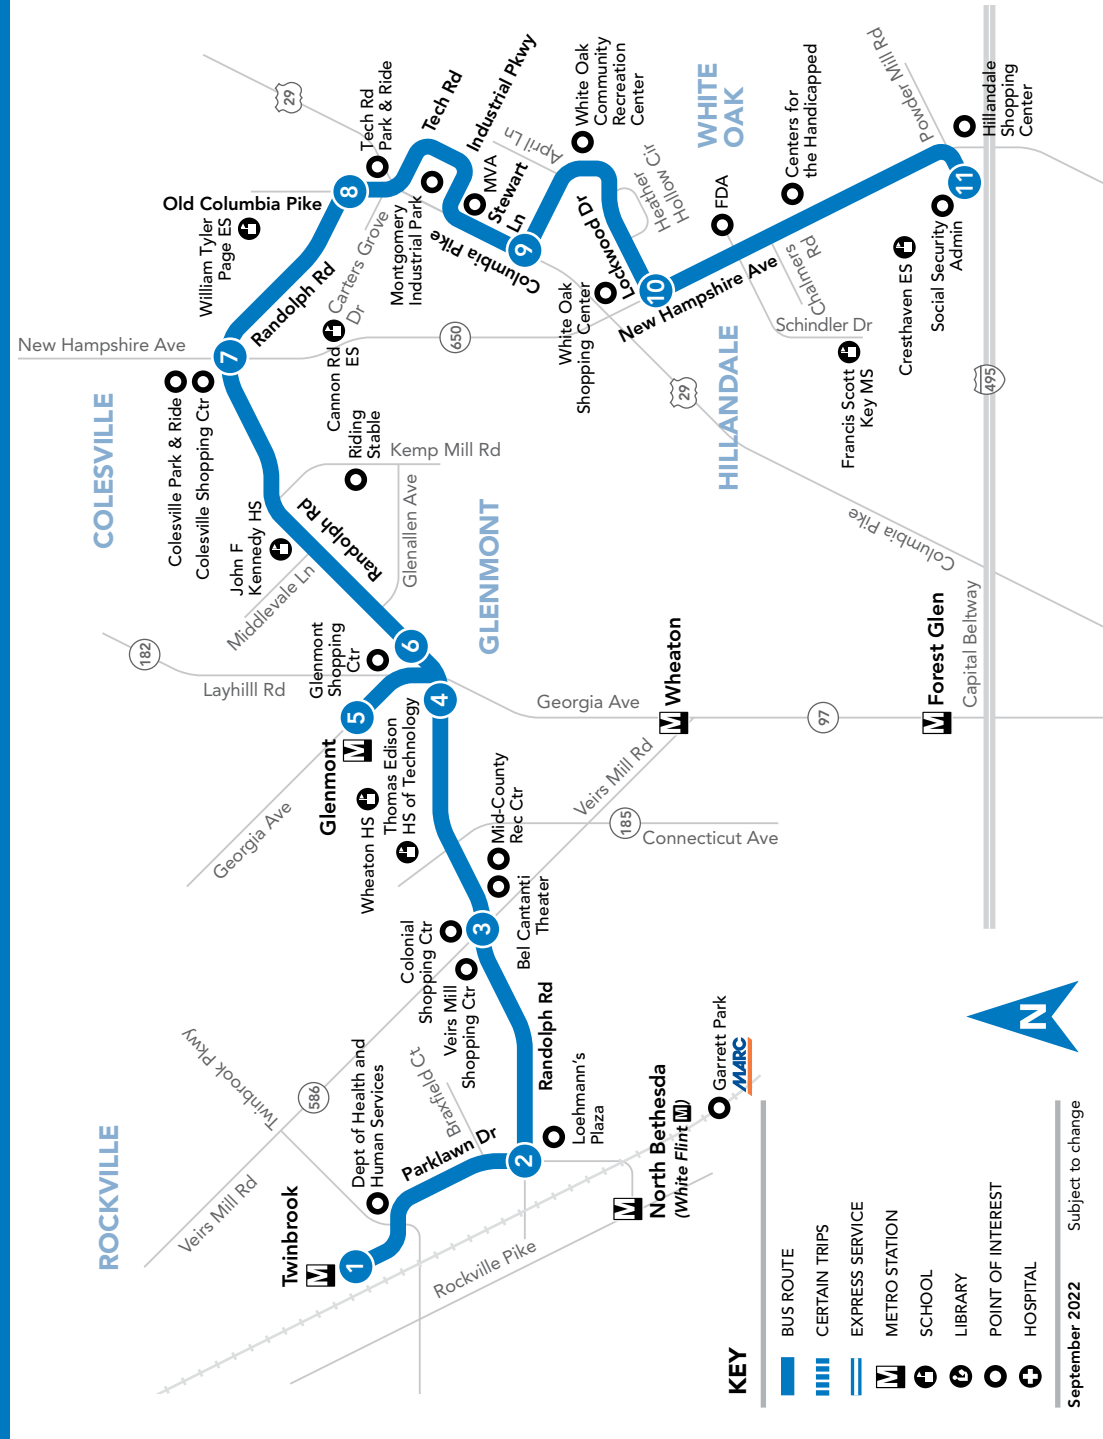 ROCKVILLE
COLESVILLE
GLENMONT
HILLANDALE
WHITE
OAK
Twinbrook
M
1
Veirs Mill Rd
Twinbrook Pkwy
586
Dept of Health and
Human Services
Parklawn Dr
Braxfield Ct
Rockville Pike
2
Loehmann's
Plaza
North Bethesda
(White Flint M)
M
Garrett Park
MARC
Randolph Rd
Veirs Mill
Shopping Ctr
Colonial
Shopping Ctr
3
Bel Cantanti
Theater
Mid-County
Rec Ctr
Veirs Mill Rd
185
Connecticut Ave
Georgia Ave
Wheaton HS
Thomas Edison
HS of Technology
4
Glenmont
M
5
Glenmont
Shopping
Ctr
6
182
Layhilll Rd
Georgia Ave
M
Wheaton
97
M
Forest Glen
Capital Beltway
Middlevale Ln
John F
Kennedy HS
Randolph Rd
Glenallen Ave
Kemp Mill Rd
Riding
Stable
Colesville Park & Ride
Colesville Shopping Ctr
New Hampshire Ave
7
Randolph Rd
Cannon Rd
ES
Carters Grove
Dr
650
William Tyler
Page ES
Old Columbia Pike
8
29
Tech Rd
Park & Ride
Tech Rd
Industrial Pkwy
Montgomery
Industrial Park
MVA
Stewart
Ln
Columbia Pike
9
April Ln
White Oak
Community
Recreation
Center
Heather
Hollow Cir
Lockwood Dr
White Oak
Shopping Center
10
New Hampshire Ave
29
Columbia Pike
FDA
Centers for
the Handicapped
Chalmers
Rd
Schindler Dr
Francis Scott
Key MS
Cresthaven ES
Social Security
Admin
11
Powder Mill Rd
Hillandale
Shopping
Center
495
N
KEY
BUS ROUTE
CERTAIN TRIPS
EXPRESS SERVICE
M METRO STATION
SCHOOL
LIBRARY
POINT OF INTEREST
HOSPITAL
September 2022
Subject to change